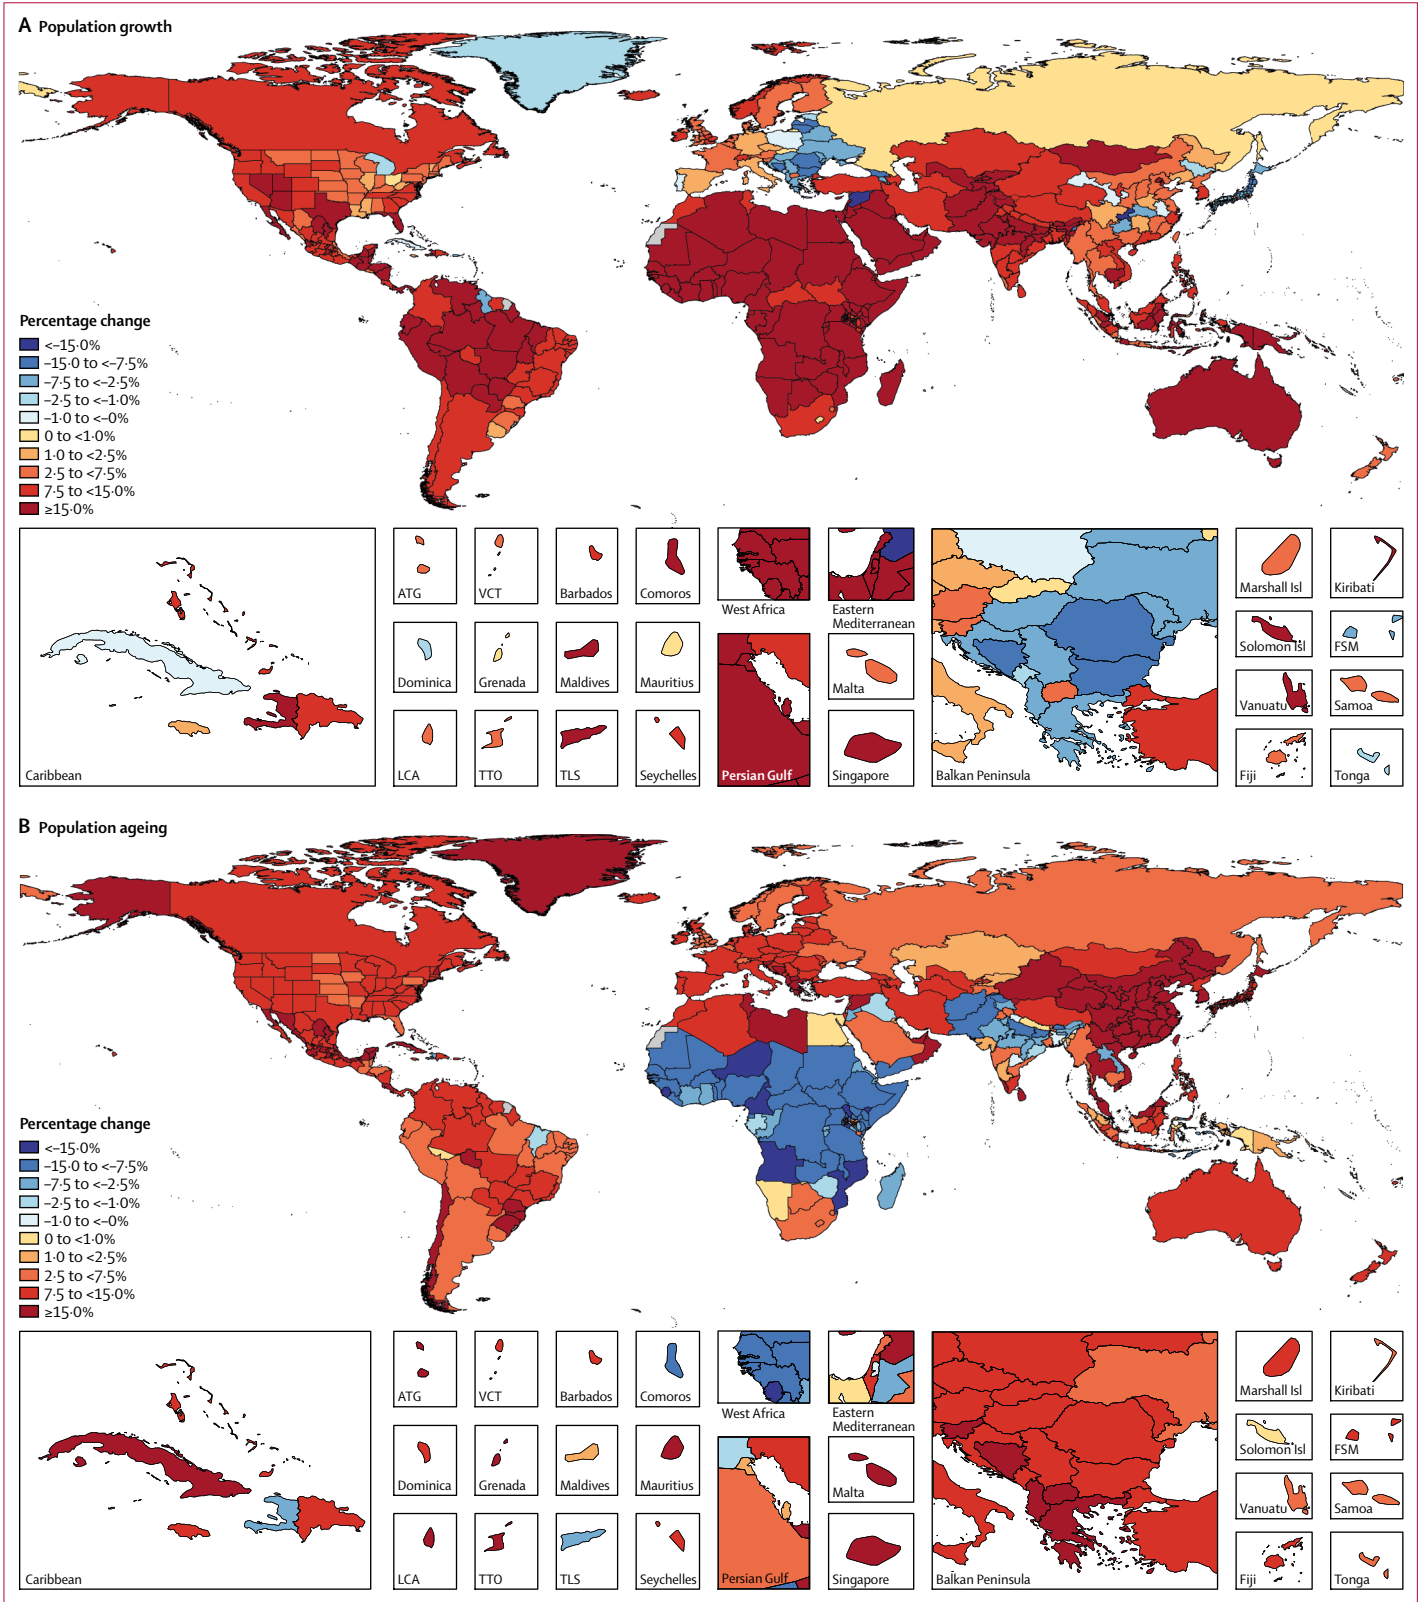 A Population growth
Percentage change
<–15·0%
–15·0 to <–7·5%
–7·5 to <–2·5%
–2·5 to <–1·0%
–1·0 to <–0%
0 to <1·0%
1·0 to <2·5%
2·5 to <7·5%
7·5 to <15·0%
≥15·0%
Caribbean
ATG
VCT
Barbados
Comoros
West Africa
Eastern
Mediterranean
Marshall Isl
Kiribati
Dominica
Grenada
Maldives
Mauritius
Malta
Solomon Isl
FSM
Vanuatu
Samoa
LCA
TTO
TLS
Seychelles
Persian Gulf
Singapore
Balkan Peninsula
Fiji
Tonga
B Population ageing
Percentage change
<–15·0%
–15·0 to <–7·5%
–7·5 to <–2·5%
–2·5 to <–1·0%
–1·0 to <–0%
0 to <1·0%
1·0 to <2·5%
2·5 to <7·5%
7·5 to <15·0%
≥15·0%
Caribbean
ATG
VCT
Barbados
Comoros
West Africa
Eastern
Mediterranean
Marshall Isl
Kiribati
Dominica
Grenada
Maldives
Mauritius
Malta
Solomon Isl
FSM
Vanuatu
Samoa
LCA
TTO
TLS
Seychelles
Persian Gulf
Singapore
Balkan Peninsula
Fiji
Tonga